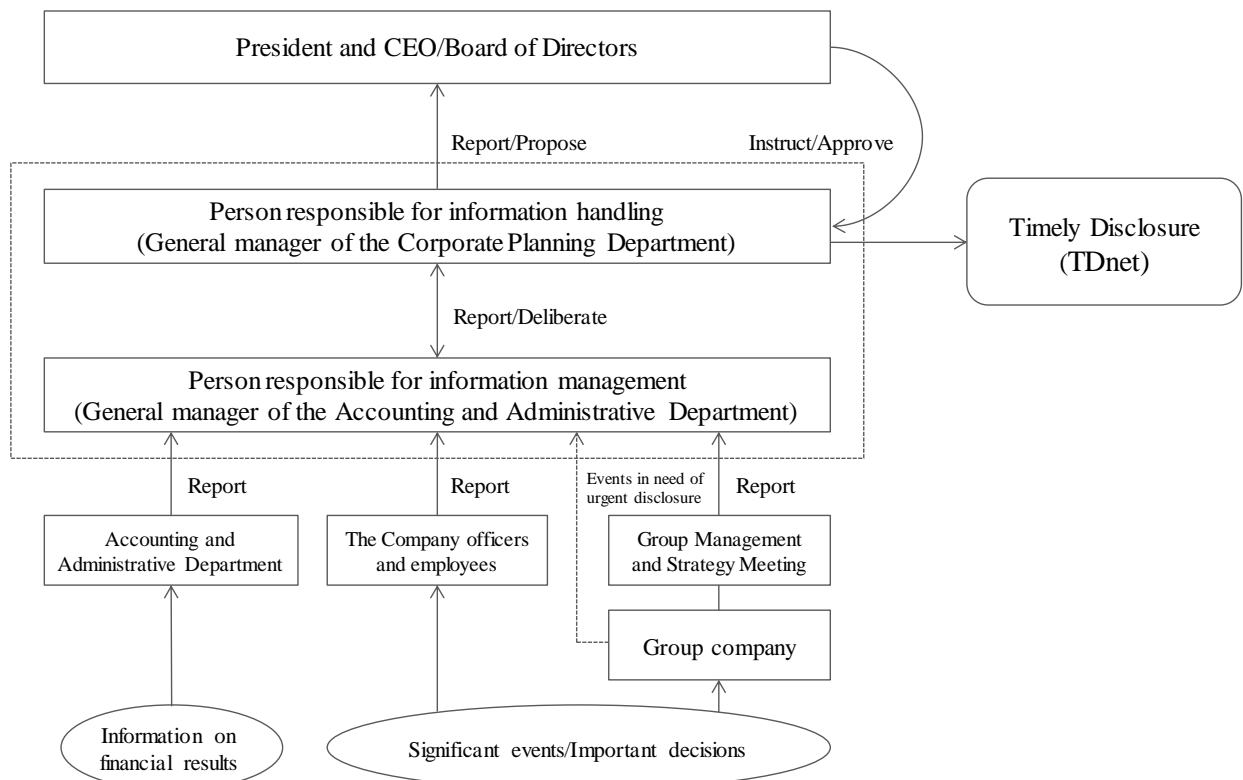 President and CEO/Board of Directors
Report/Propose
Instruct/Approve
Person responsible for information handling
(General manager of the Corporate Planning Department)
Timely Disclosure
(TDnet)
Report/Deliberate
Person responsible for information management
(General manager of the Accounting and Administrative Department)
Report
Report
Events in need of
urgent disclosure
Report
Accounting and
Administrative Department
The Company officers
and employees
Group Management
and Strategy Meeting
Group company
Information on
financial results
Significant events/Important decisions